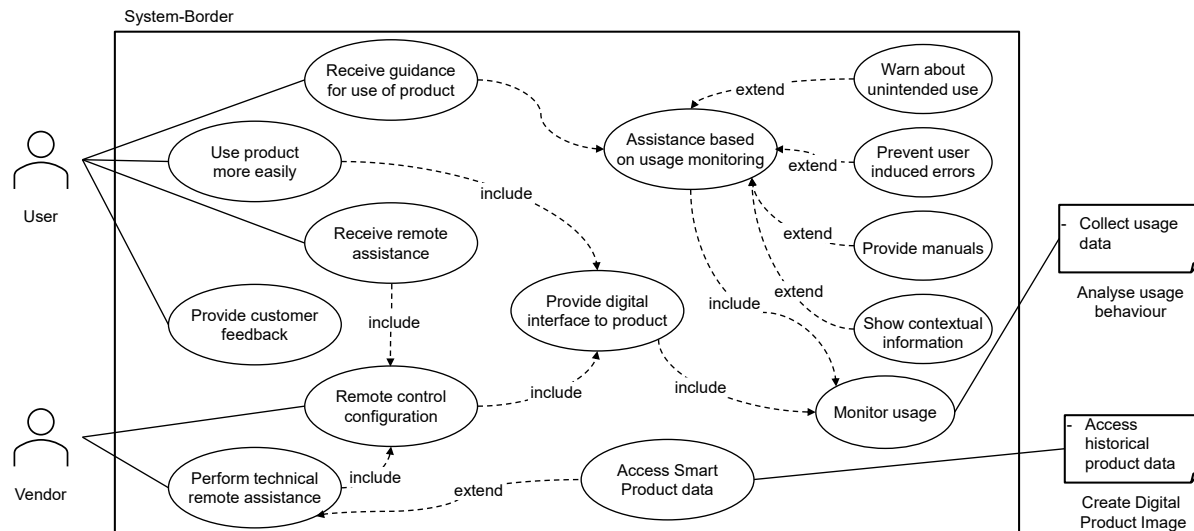 System-Border
Receive guidance
for use of product
Warn about
unintended use
extend
Use product
more easily
Assistance based
on usage monitoring
Prevent user
induced errors
extend
include
User
Receive remote
assistance
extend
Provide manuals
- Collect usage
data
Analyse usage
behaviour
Provide customer
feedback
include
Provide digital
interface to product
include
extend
Show contextual
information
Remote control
configuration
include
include
Monitor usage
Vendor
Perform technical
remote assistance
include
extend
Access Smart
Product data
- Access
historical
product data
Create Digital
Product Image